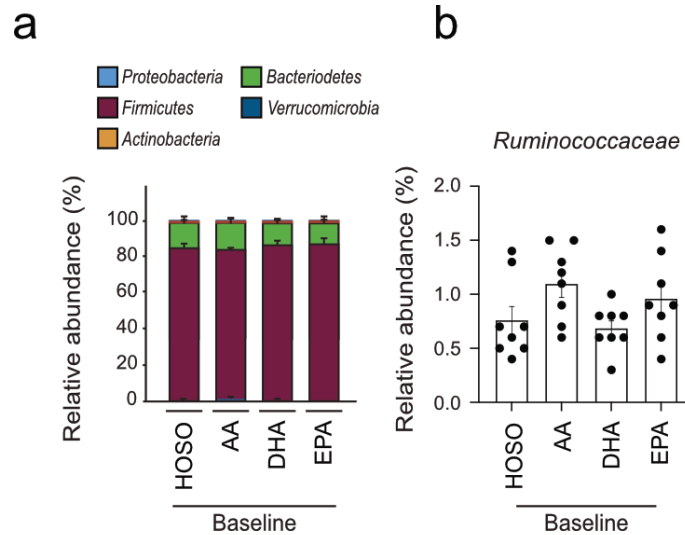 a
Proteobacteria
Bacteriodetes
Firmicutes
Verrucomicrobia
Actinobacteria
Relative abundance (%)
100
80
60
40
20
0
HOSO
AA
DHA
EPA
Baseline
b
Ruminococcaceae
Relative abundance (%)
2.0
1.5
1.0
0.5
0.0
HOSO
AA
DHA
EPA
Baseline